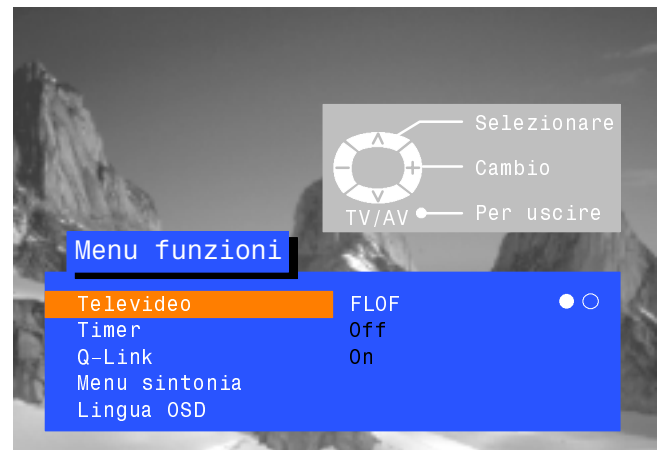 Selezionare
Cambio
TV/AV Per uscire
Menu funzioni
Televideo FLOF
Timer Off
Q-Link On
Menu sintonia
Lingua OSD